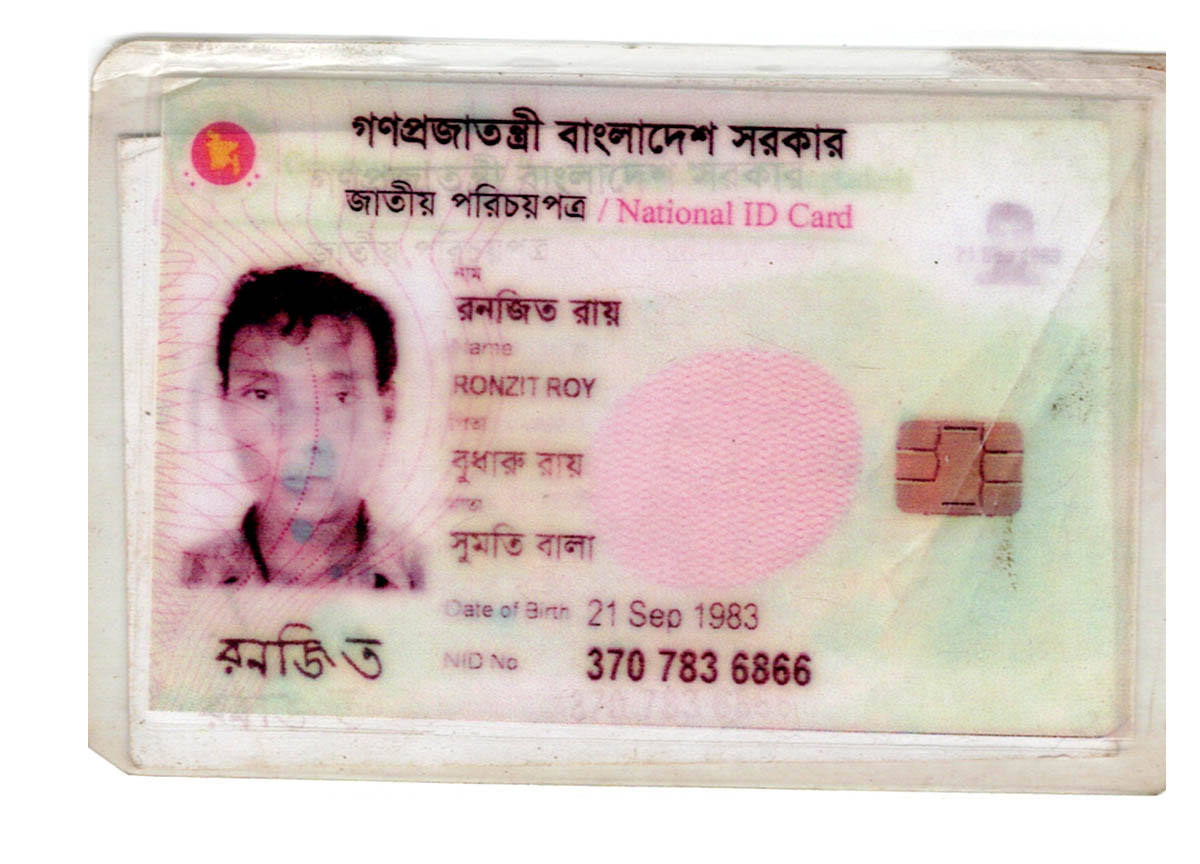 গণপ্রজাতন্ত্রী বাংলাদেশ সরকার
জাতীয় পরিচয়পত্র / National ID Card
নাম
রনজিত রায়
Name
RONZIT ROY
পিতা
বুধারু রায়
মাতা
সুমতি বালা
Date of Birth 21 Sep 1983
রনজিত
NID No 370 783 6866